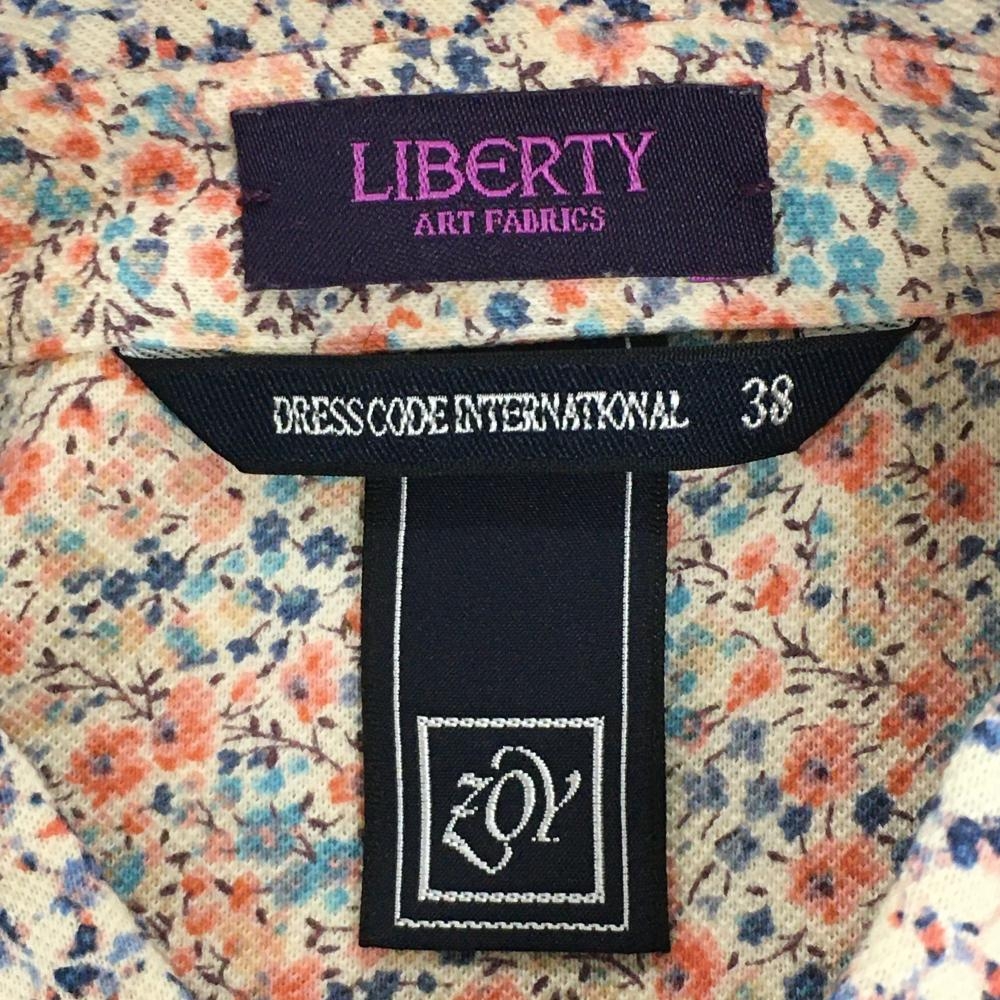 LIBERTY
ART FABRICS
DRESS CODE INTERNATIONAL 38
ZOY